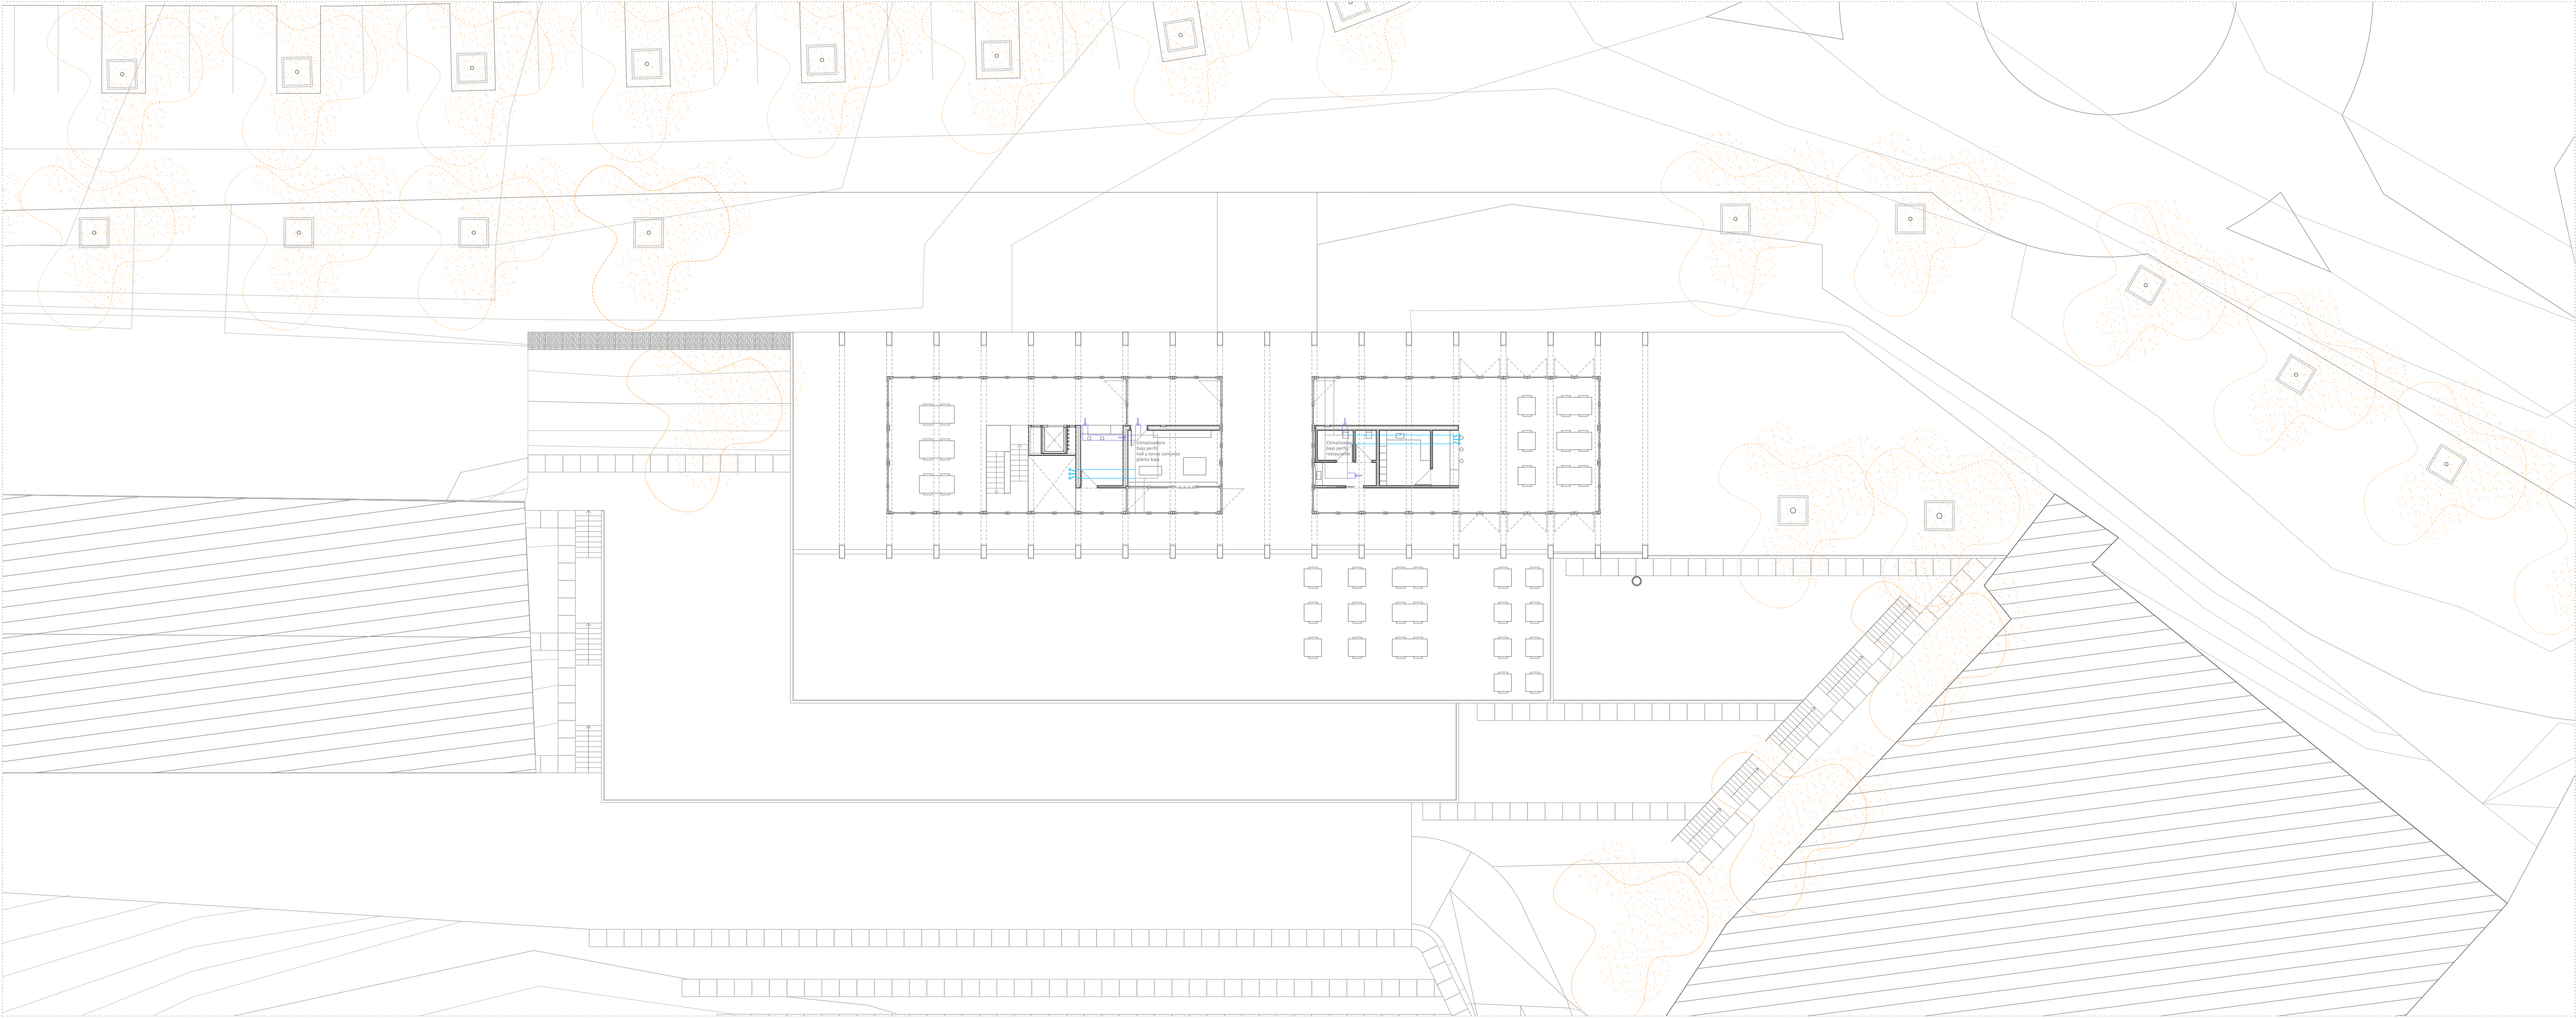 Climatizadora
bajo perfil
hall y zonas comunes
planta baja
Climatizadora
bajo perfil
restaurante